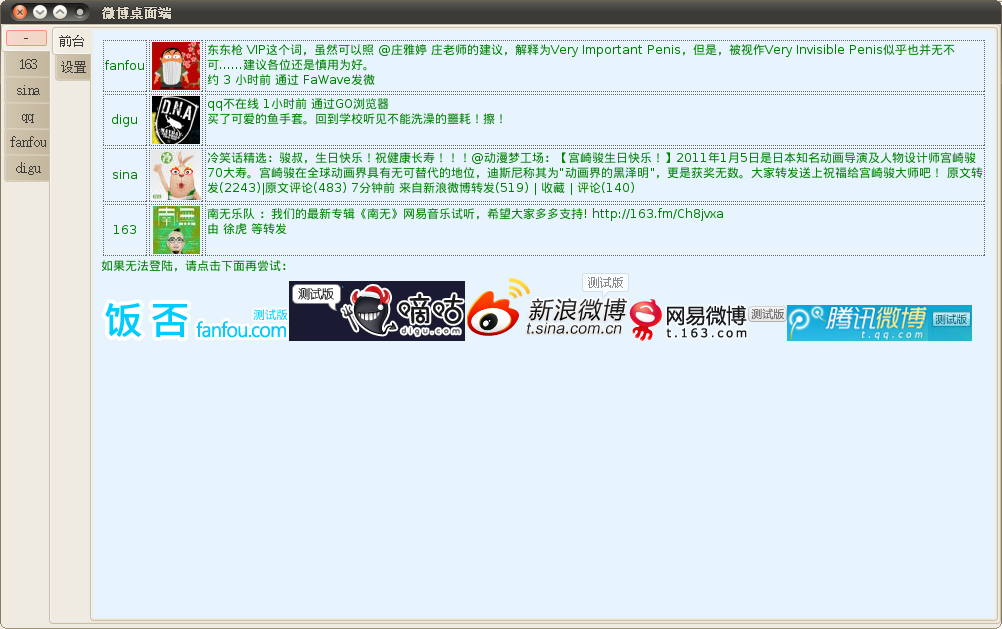 微博桌面端
-
163
sina
qq
fanfou
digu
前台
设置
fanfou
东东枪 VIP这个词，虽然可以照 @庄雅婷 庄老师的建议，解释为Very Important Penis，但是，被视作Very Invisible Penis似乎也并无不
可……建议各位还是慎用为好。
约 3 小时前 通过 FaWave发微
digu
D.N.A
qq不在线 1小时前 通过GO浏览器
买了可爱的鱼手套。回到学校听见不能洗澡的噩耗！擦！
sina
冷笑话精选：骏叔，生日快乐！祝健康长寿！！！@动漫梦工场：【宫崎骏生日快乐！】2011年1月5日是日本知名动画导演及人物设计师宫崎骏
70大寿。宫崎骏在全球动画界具有无可替代的地位，迪斯尼称其为"动画界的黑泽明"，更是获奖无数。大家转发送上祝福给宫崎骏大师吧！ 原文转
发(2243)|原文评论(483) 7分钟前 来自新浪微博转发(519) | 收藏 | 评论(140)
163
南无
南无乐队 ：我们的最新专辑《南无》网易音乐试听，希望大家多多支持! http://163.fm/Ch8jvxa
由 徐虎 等转发
如果无法登陆，请点击下面再尝试：
饭否
测试版
fanfou.com
测试版
嘀咕
digu.com
测试版
新浪微博
t.sina.com.cn
网易微博
t.163.com
测试版
腾讯微博
t.qq.com
测试版